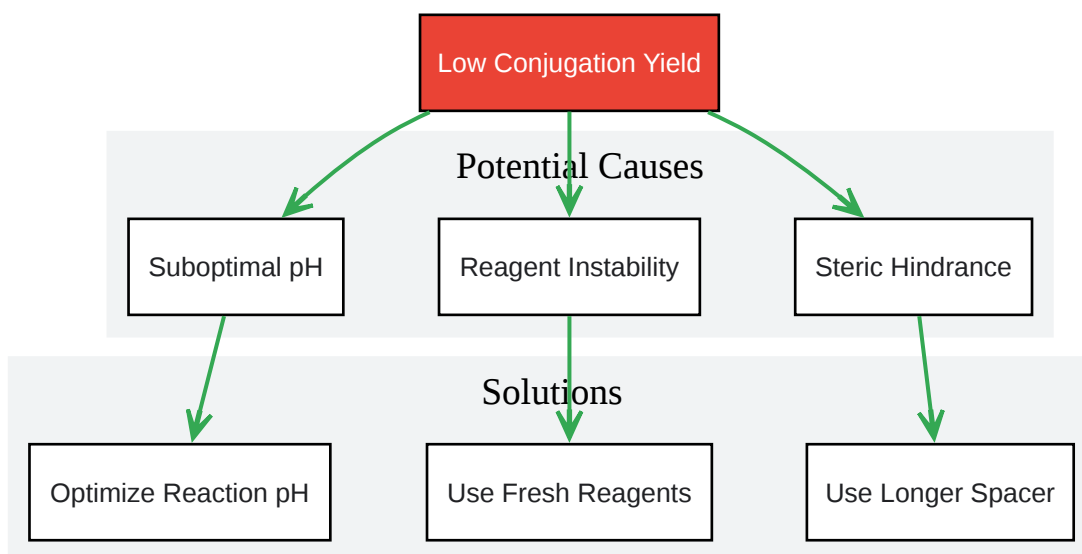 Low Conjugation Yield
Potential Causes
Suboptimal pH
Reagent Instability
Steric Hindrance
Solutions
Optimize Reaction pH
Use Fresh Reagents
Use Longer Spacer